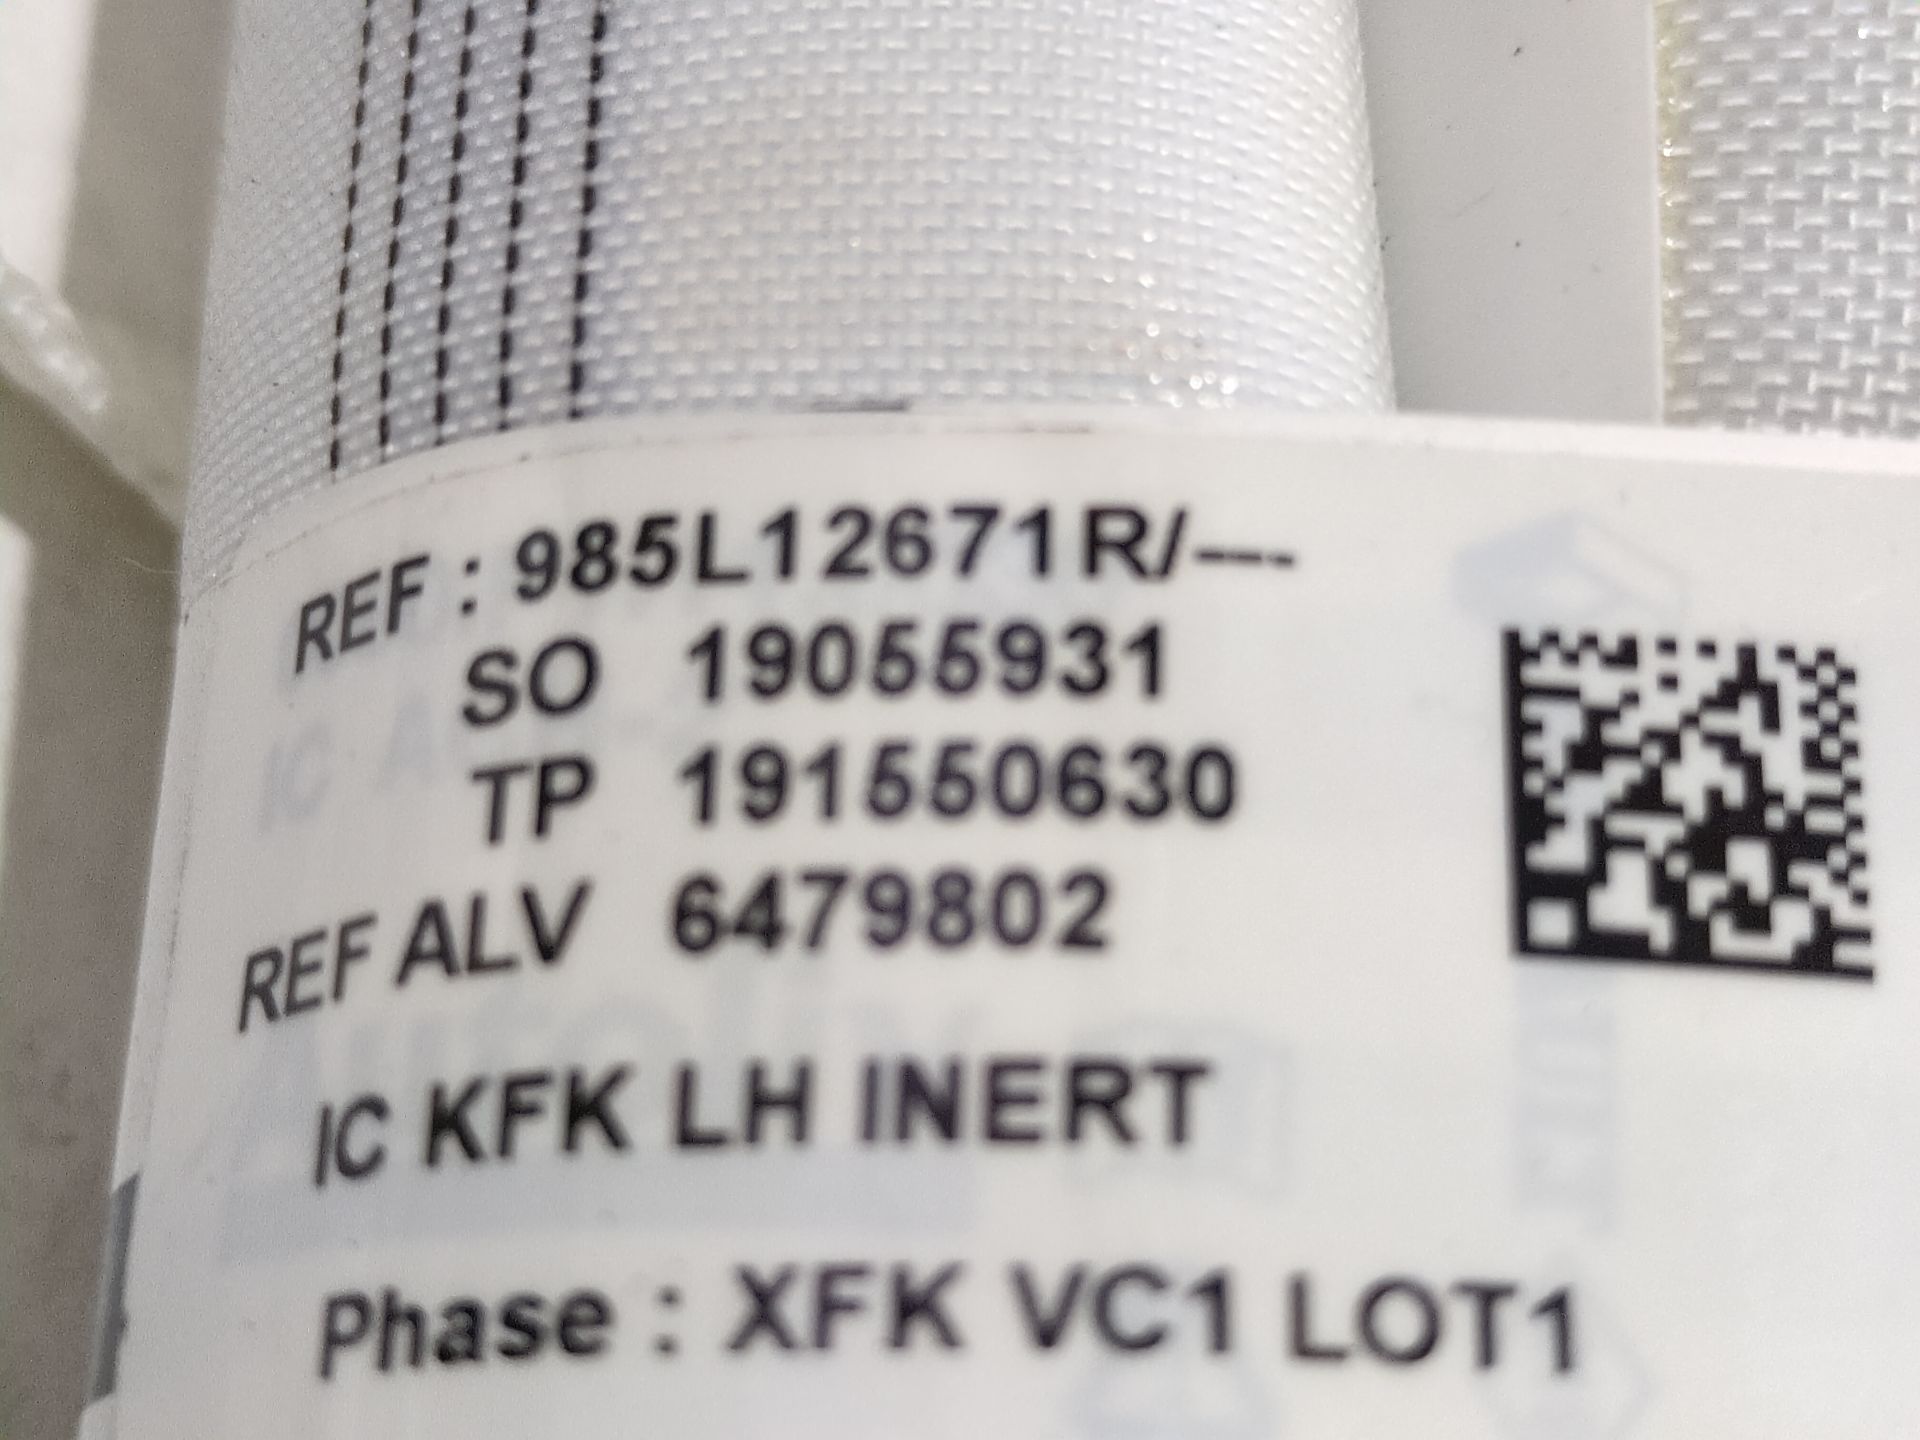 REF : 985L12671R/---
SO 19055931
TP 191550630
REF ALV 6479802
IC KFK LH INERT
Phase : XFK VC1 LOT1